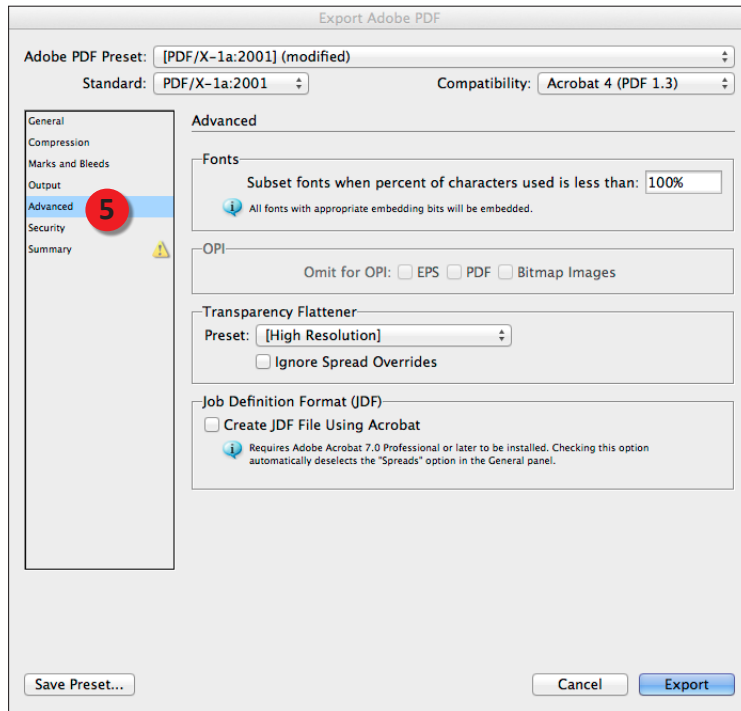 Export Adobe PDF
Adobe PDF Preset: [PDF/X-1a:2001] (modified)
Standard: PDF/X-1a:2001 Compatibility: Acrobat 4 (PDF 1.3)
General
Compression
Marks and Bleeds
Output
Advanced 5
Security
Summary
Advanced
Fonts
Subset fonts when percent of characters used is less than: 100%
i All fonts with appropriate embedding bits will be embedded.
OPI
Omit for OPI: EPS PDF Bitmap Images
Transparency Flattener
Preset: [High Resolution]
Ignore Spread Overrides
Job Definition Format (JDF)
Create JDF File Using Acrobat
i Requires Adobe Acrobat 7.0 Professional or later to be installed. Checking this option
automatically deselects the "Spreads" option in the General panel.
Save Preset... Cancel Export